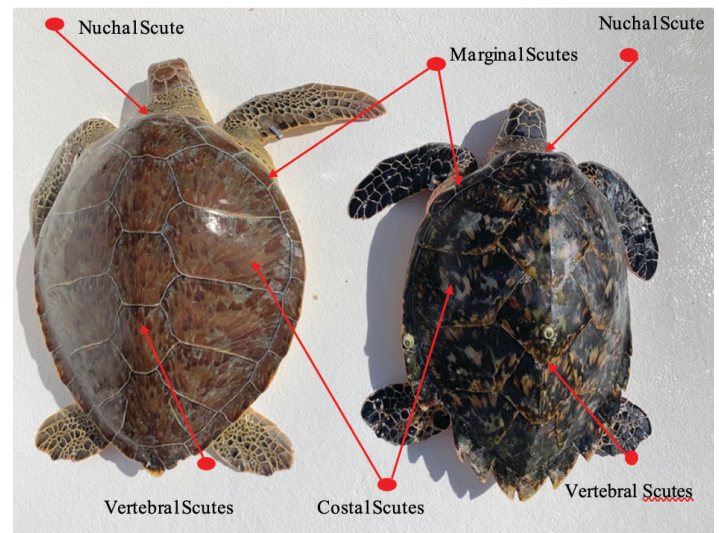 Nuchal Scute
Nuchal Scute
Marginal Scutes
Vertebral Scutes
Costal Scutes
Vertebral Scutes